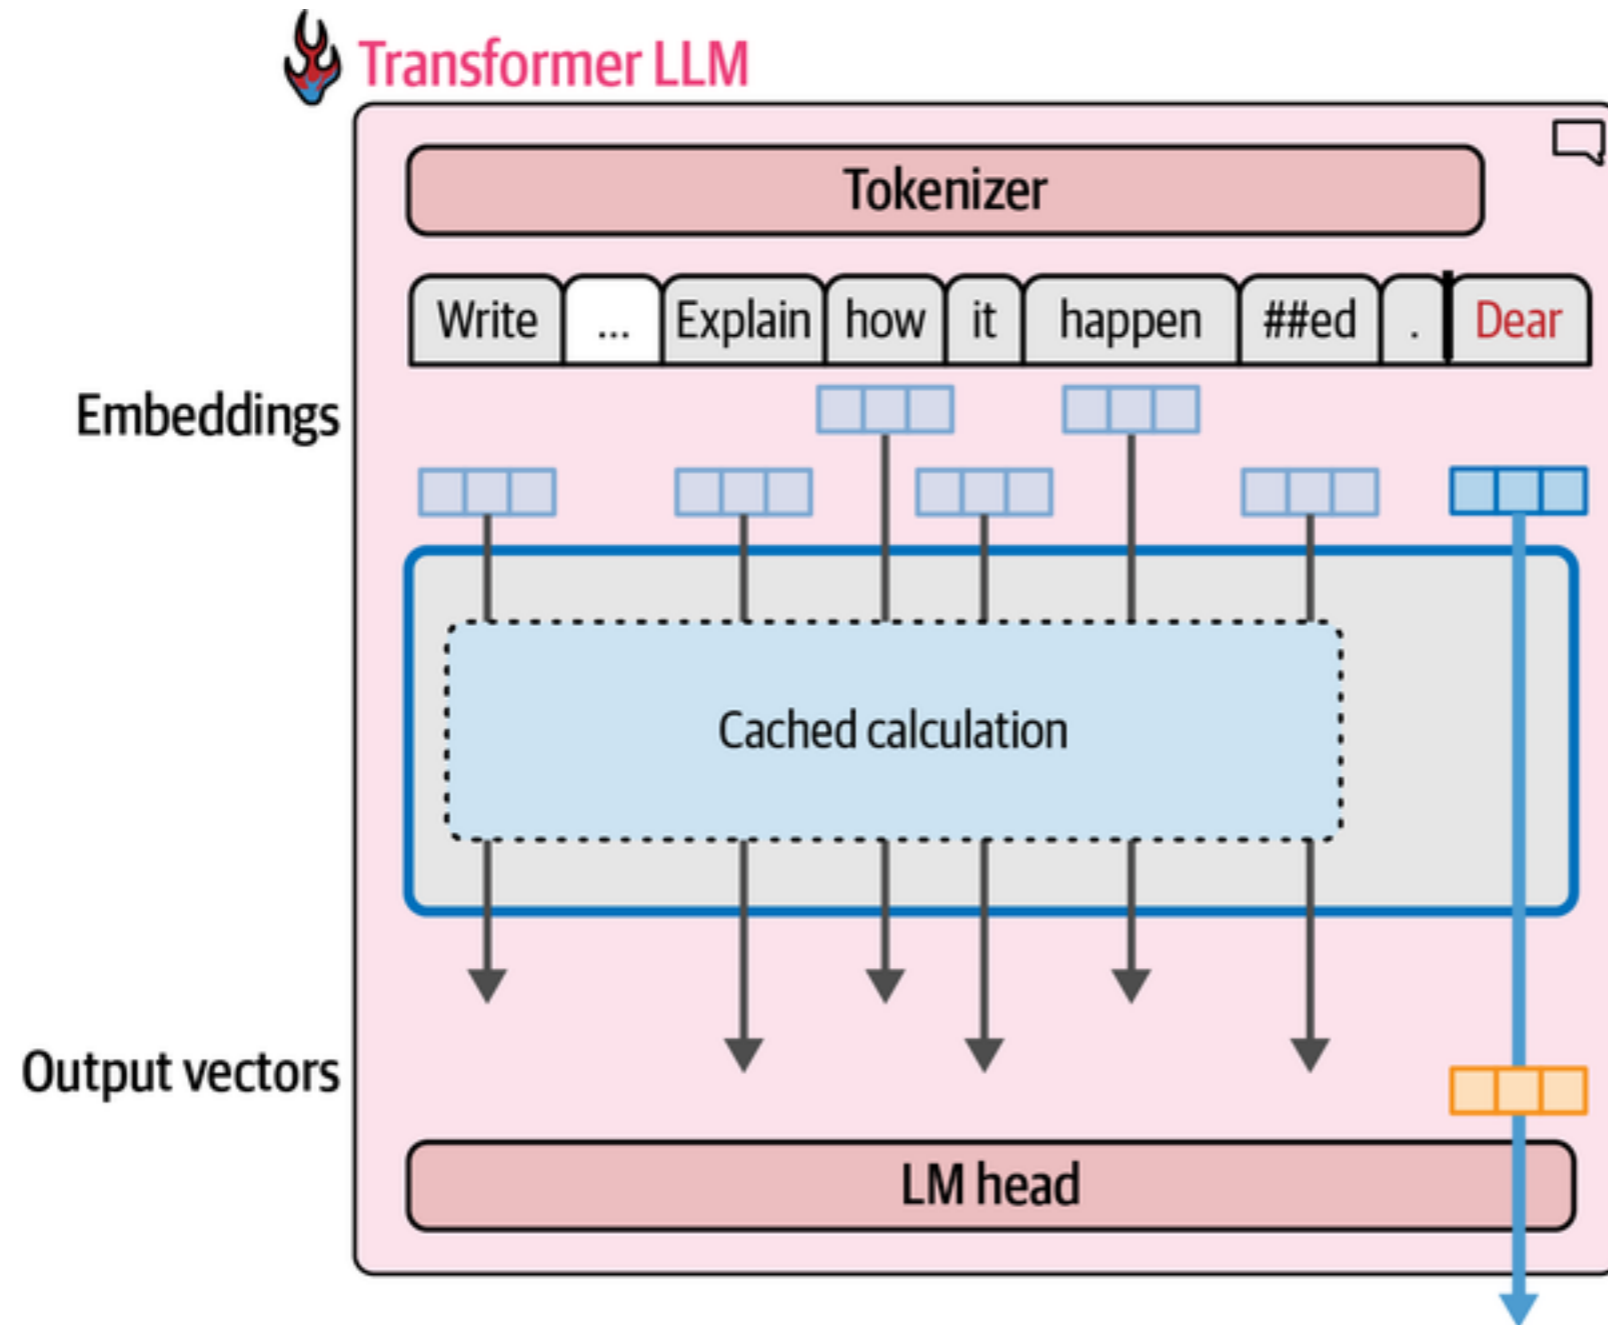 Transformer LLM
Tokenizer
Write ... Explain how it happen ##ed . Dear
Embeddings
Cached calculation
Output vectors
LM head